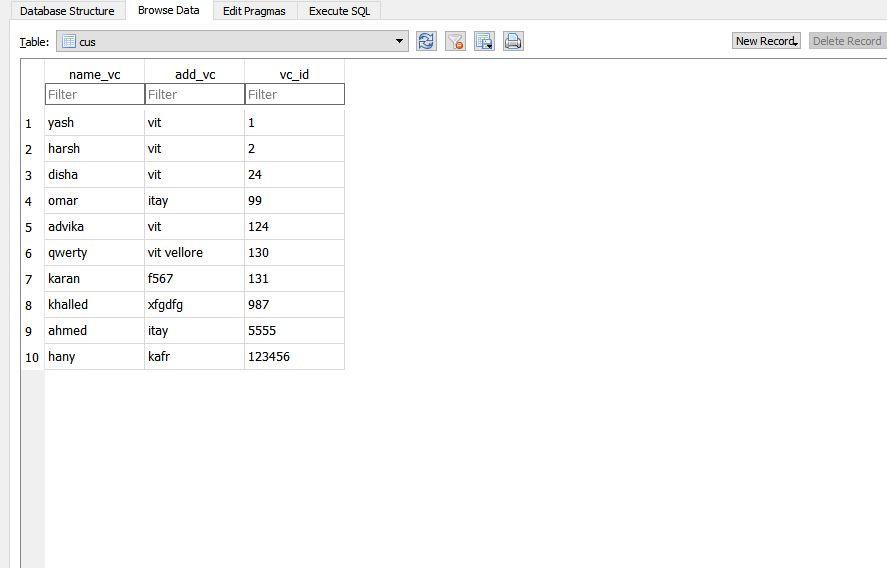 Database Structure Browse Data Edit Pragmas Execute SQL
Table: cus New Record Delete Record
name_vc add_vc vc_id
Filter Filter Filter
1 yash vit 1
2 harsh vit 2
3 disha vit 24
4 omar itay 99
5 advika vit 124
6 qwerty vit vellore 130
7 karan f567 131
8 khalled xfgdfg 987
9 ahmed itay 5555
10 hany kafr 123456